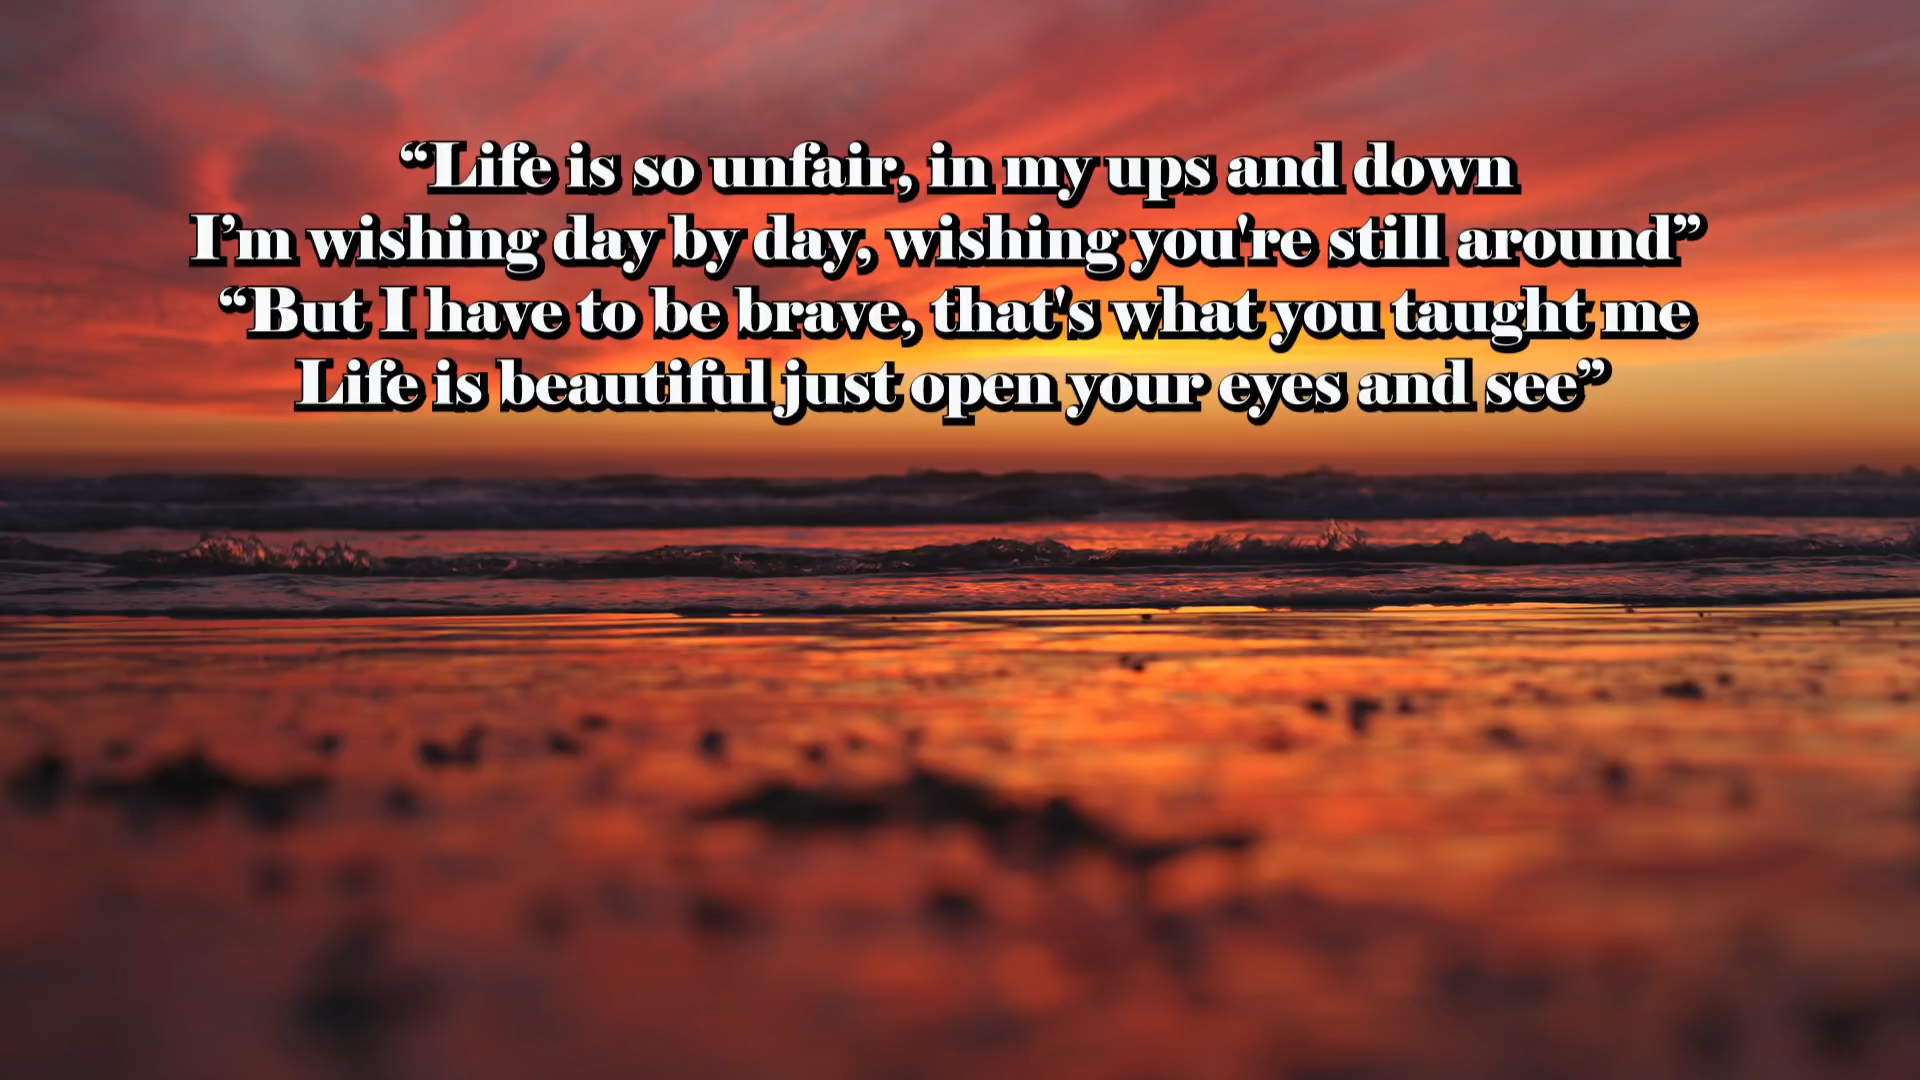 “Life is so unfair, in my ups and down
I’m wishing day by day, wishing you're still around”
“But I have to be brave, that's what you taught me
Life is beautiful just open your eyes and see”